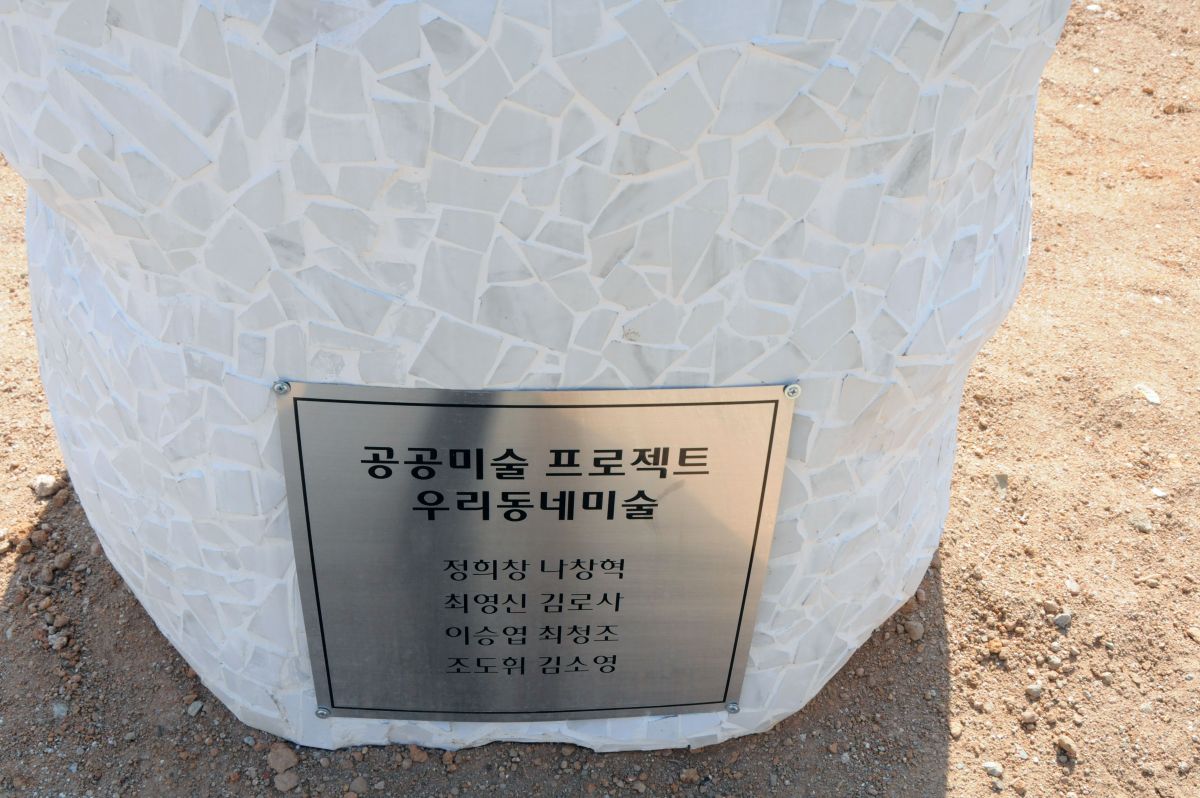 공공미술 프로젝트
우리동네미술
정희창 나창혁
최영신 김로사
이승엽 최청조
조도휘 김소영